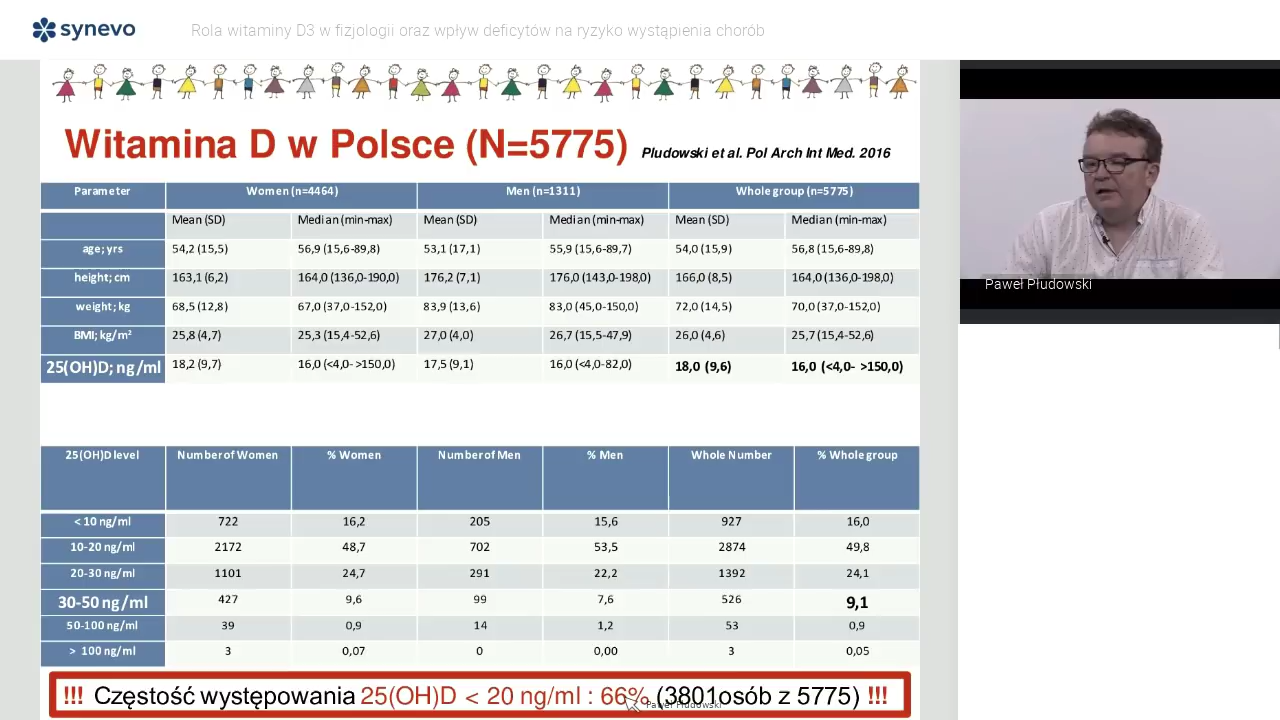 synevo
Rola witaminy D3 w fizjologii oraz wpływ deficytów na ryzyko wystąpienia chorób
Witamina D w Polsce (N=5775) Pludowski et al. Pol Arch Int Med. 2016
Parameter Women (n=4464) Men (n=1311) Whole group (n=5775)
Mean (SD) Median (min-max) Mean (SD) Median (min-max) Mean (SD) Median (min-max)
age; yrs 54,2 (15,5) 56,9 (15,6-89,8) 53,1 (17,1) 55,9 (15,6-89,7) 54,0 (15,9) 56,8 (15,6-89,8)
height; cm 163,1 (6,2) 164,0 (136,0-190,0) 176,2 (7,1) 176,0 (143,0-198,0) 166,0 (8,5) 164,0 (136,0-198,0)
weight; kg 68,5 (12,8) 67,0 (37,0-152,0) 83,9 (13,6) 83,0 (45,0-150,0) 72,0 (14,5) 70,0 (37,0-152,0)
BMI; kg/m² 25,8 (4,7) 25,3 (15,4-52,6) 27,0 (4,0) 26,7 (15,5-47,9) 26,0 (4,6) 25,7 (15,4-52,6)
25(OH)D; ng/ml 18,2 (9,7) 16,0 (<4,0- >150,0) 17,5 (9,1) 16,0 (<4,0-82,0) 18,0 (9,6) 16,0 (<4,0- >150,0)
25(OH)D level Number of Women % Women Number of Men % Men Whole Number % Whole group
< 10 ng/ml 722 16,2 205 15,6 927 16,0
10-20 ng/ml 2172 48,7 702 53,5 2874 49,8
20-30 ng/ml 1101 24,7 291 22,2 1392 24,1
30-50 ng/ml 427 9,6 99 7,6 526 9,1
50-100 ng/ml 39 0,9 14 1,2 53 0,9
> 100 ng/ml 3 0,07 0 0,00 3 0,05
!!! Częstość występowania 25(OH)D < 20 ng/ml : 66% (3801osób z 5775) !!!
Paweł Płudowski
Paweł Płudowski